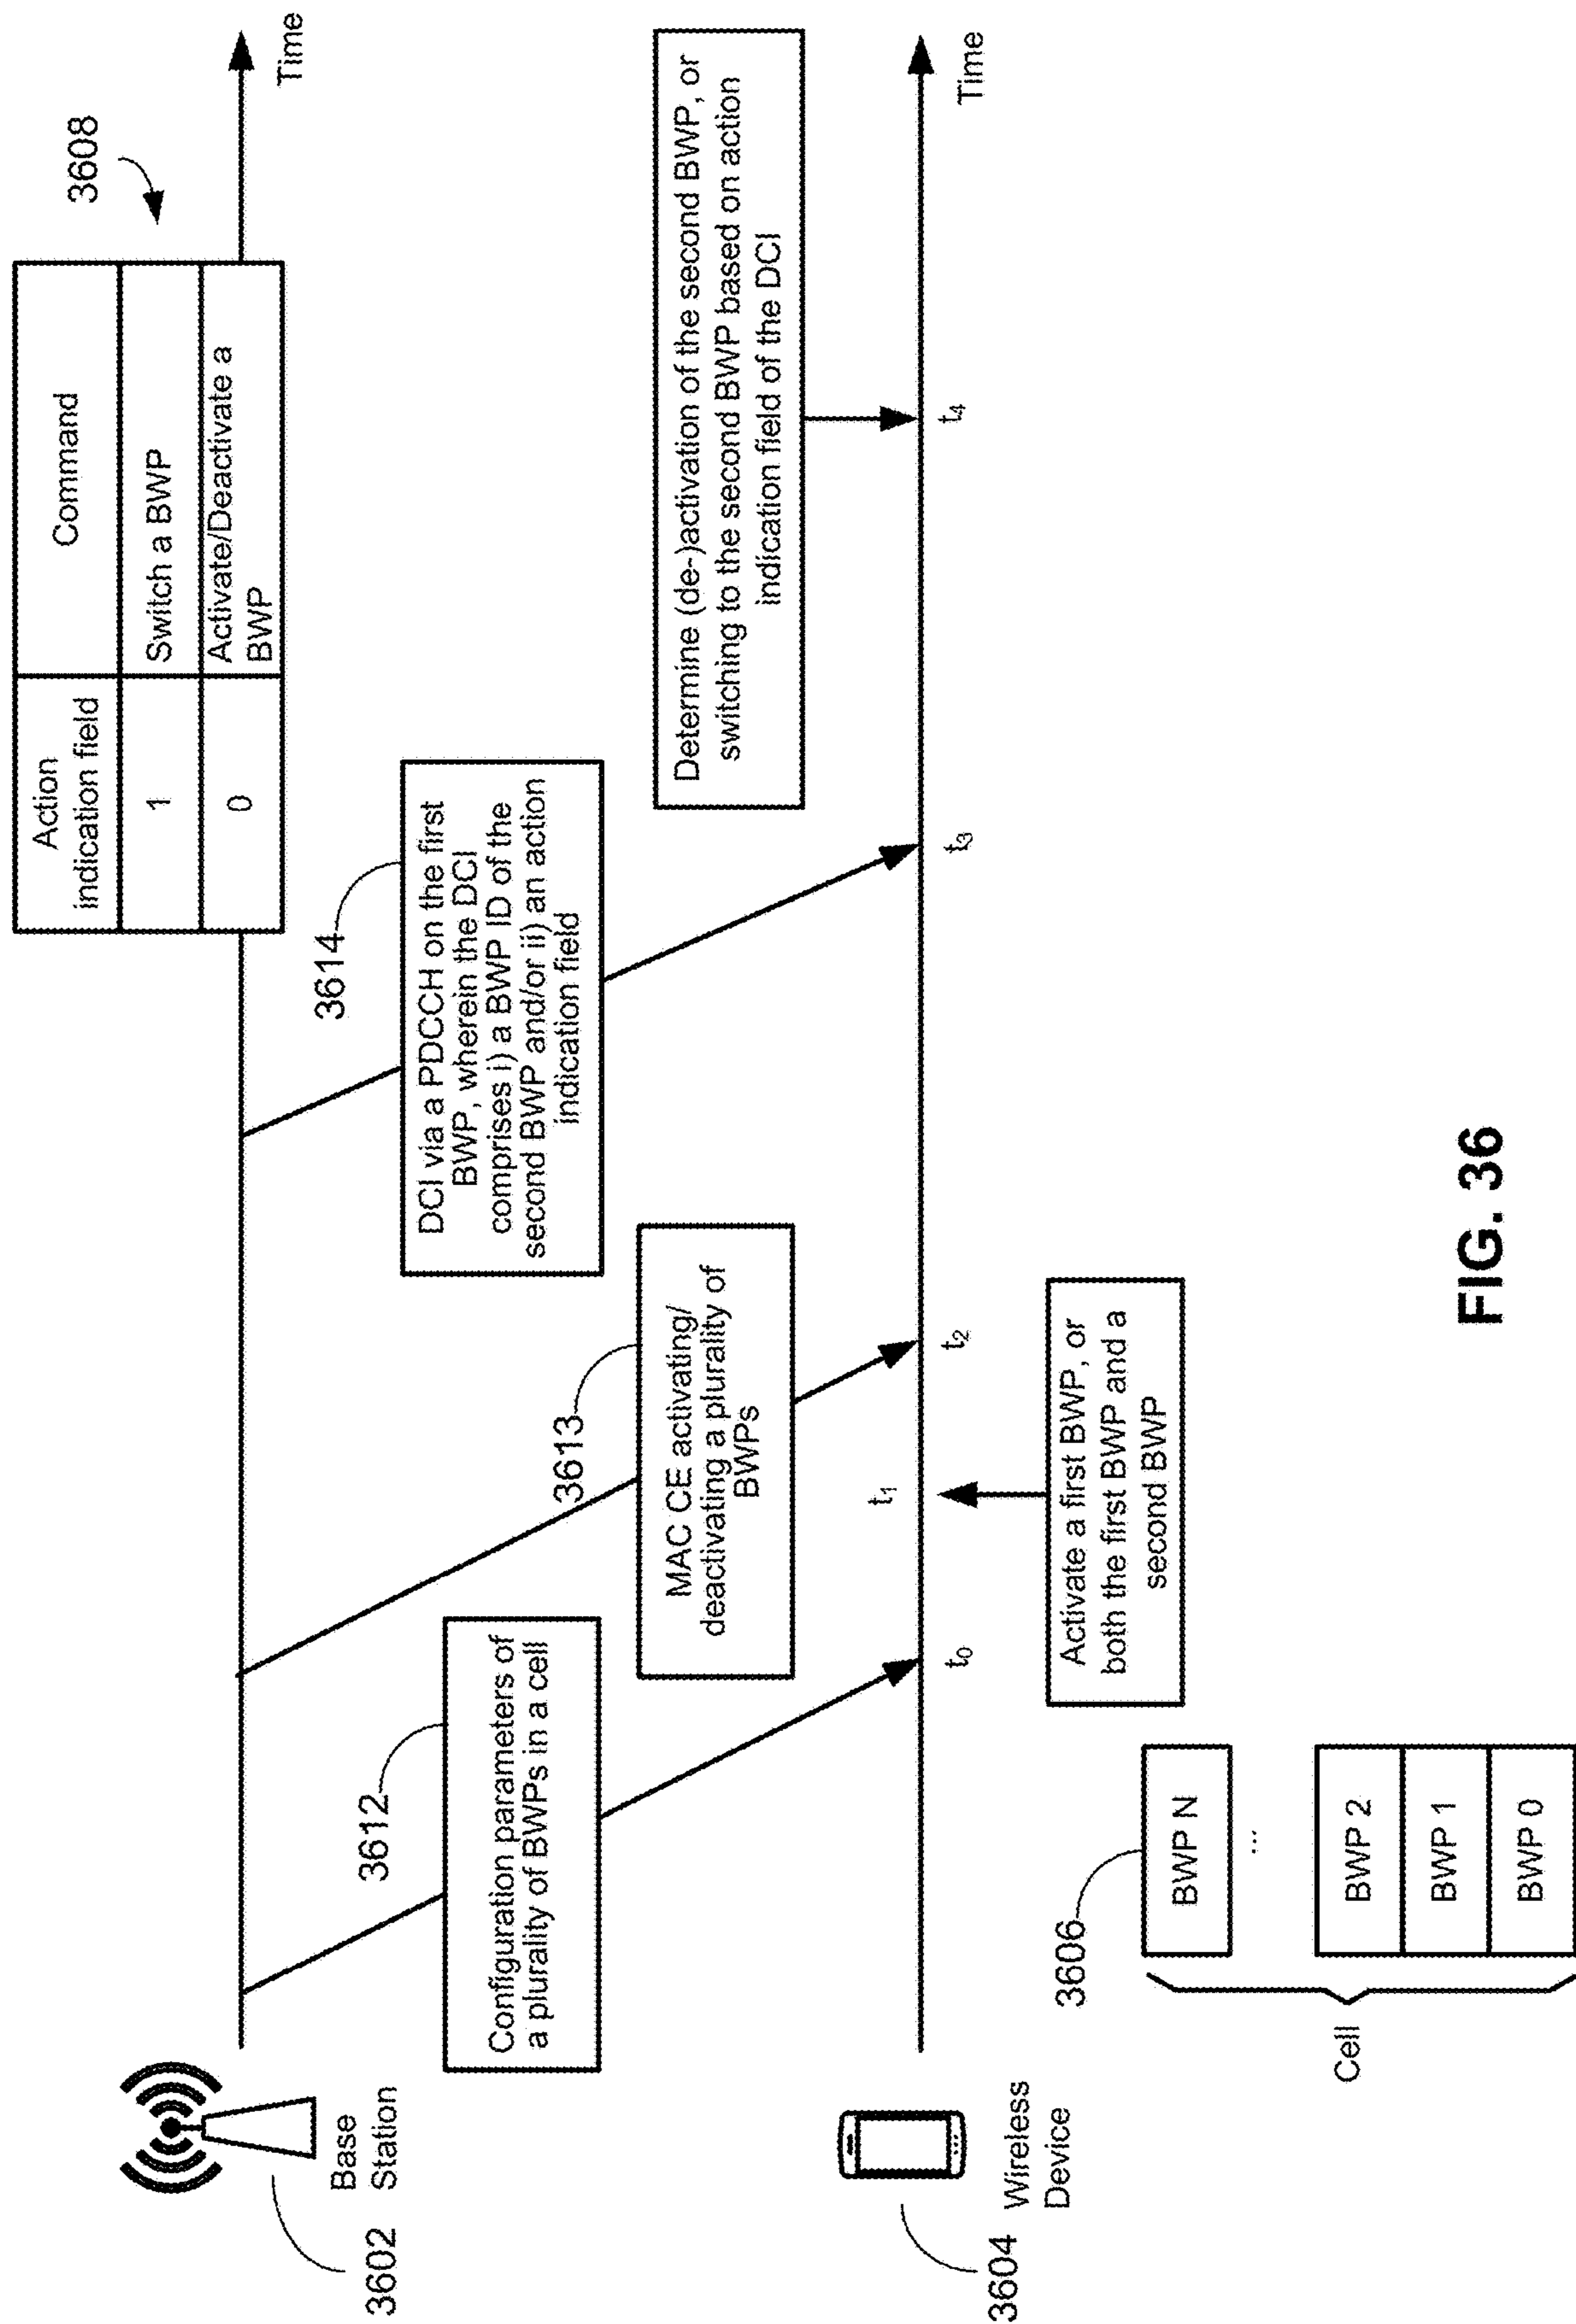 Action
indication field
Command
1
Switch a BWP
0
Activate/Deactivate a
BWP
3608
Time
3602
Base
Station
3612
Configuration parameters of
a plurality of BWPs in a cell
3613
MAC CE activating/
deactivating a plurality of
BWPs
3614
DCI via a PDCCH on the first
BWP, wherein the DCI
comprises i) a BWP ID of the
second BWP and/or ii) an action
indication field
Determine (de-)activation of the second BWP, or
switching to the second BWP based on action
indication field of the DCI
3604
Wireless
Device
t0
t1
t2
t3
t4
Time
Activate a first BWP, or
both the first BWP and a
second BWP
3606
Cell
BWP N
...
BWP 2
BWP 1
BWP 0
FIG. 36